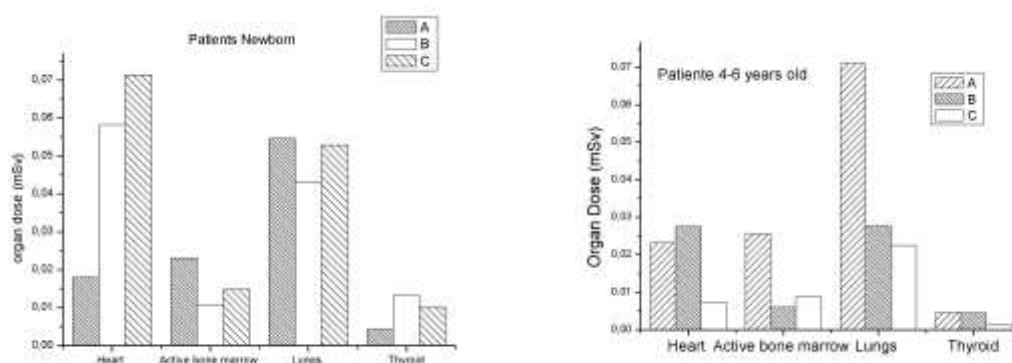 Patients Newborn
A
B
C
organ dose (mSv)
0,07
0,06
0,05
0,04
0,03
0,02
0,01
0,00
Heart
Active bone marrow
Lungs
Thyroid
Patiente 4-6 years old
A
B
C
Organ Dose (mSv)
0,07
0,06
0,05
0,04
0,03
0,02
0,01
0,00
Heart Active bone marrow Lungs Thyroid